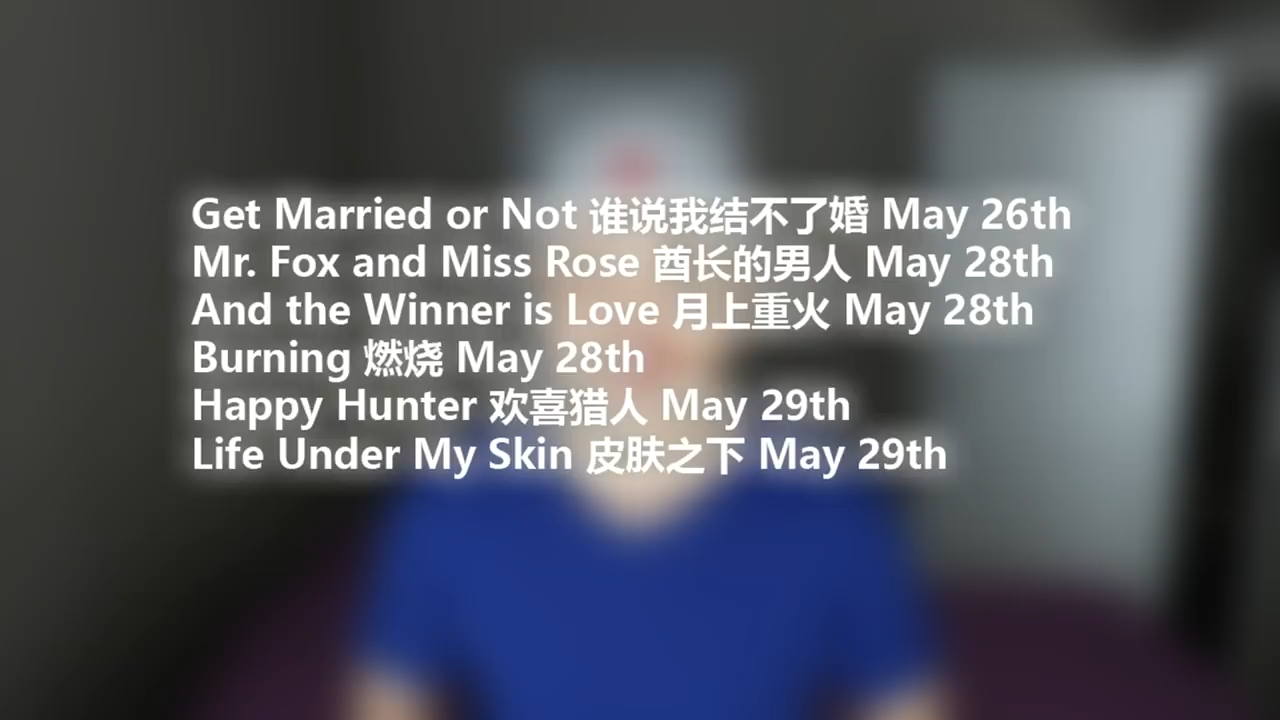 Get Married or Not 谁说我结不了婚 May 26th
Mr. Fox and Miss Rose 酋长的男人 May 28th
And the Winner is Love 月上重火 May 28th
Burning 燃烧 May 28th
Happy Hunter 欢喜猎人 May 29th
Life Under My Skin 皮肤之下 May 29th